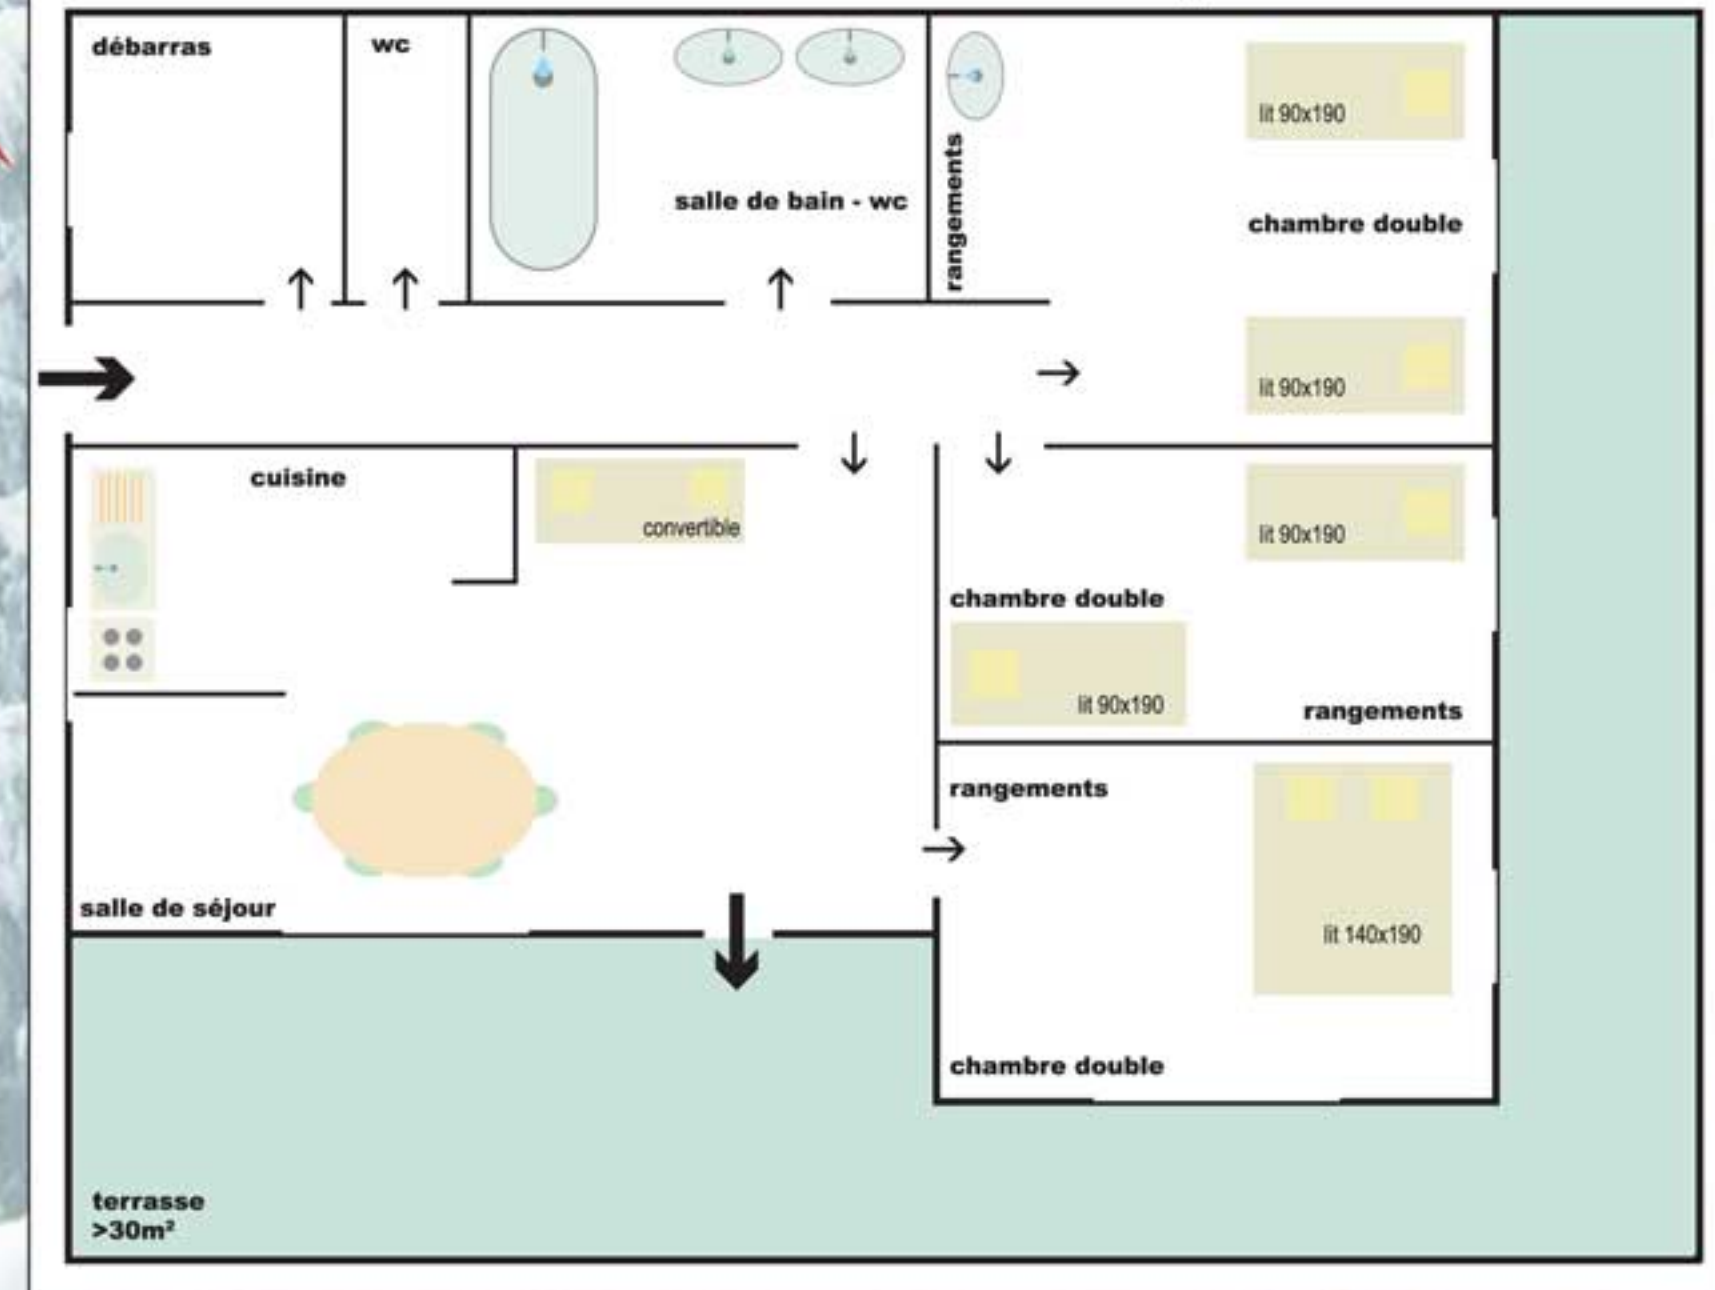 débarras
wc
salle de bain - wc
rangements
lit 90x190
chambre double
lit 90x190
cuisine
convertible
lit 90x190
chambre double
lit 90x190
rangements
rangements
lit 140x190
chambre double
salle de séjour
terrasse
>30m²